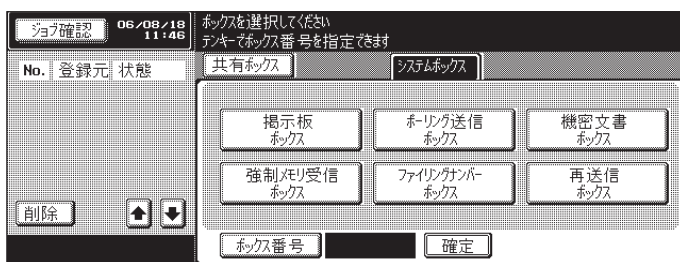 ジョブ確認
06/08/18
11:46
ボックスを選択してください
テンキーでボックス番号を指定できます
No. 登録元 状態
共有ボックス
システムボックス
掲示板
ボックス
ポーリング送信
ボックス
機密文書
ボックス
強制メモリ受信
ボックス
ファイリングナンバー
ボックス
再送信
ボックス
削除
ボックス番号
確定